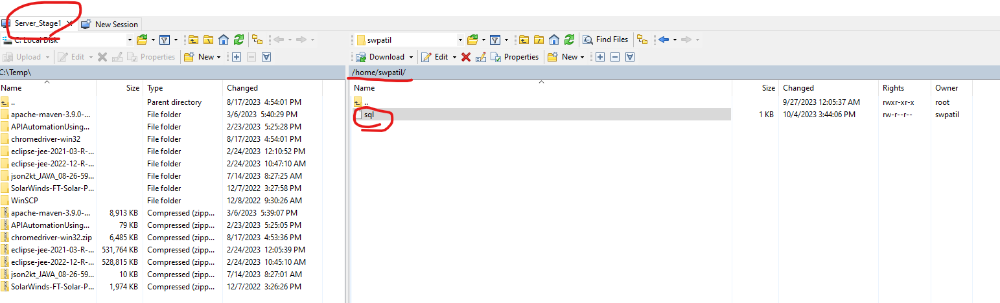 Server_Stage1 New Session
C: Local Disk swpatil Find Files
Upload Edit Properties New Download Edit Properties New
C:\Temp\ /home/swpatil/
Name Size Type Changed Name Size Changed Rights Owner
.. Parent directory 8/17/2023 4:54:01 PM .. 9/27/2023 12:05:37 AM rwxr-xr-x root
apache-maven-3.9.0-... File folder 3/6/2023 5:40:29 PM sql 1 KB 10/4/2023 3:44:06 PM rw-r--r-- swpatil
APIAutomationUsing... File folder 2/23/2023 5:25:28 PM
chromedriver-win32 File folder 8/17/2023 4:54:01 PM
eclipse-jee-2021-03-R-... File folder 2/24/2023 12:10:52 PM
eclipse-jee-2022-12-R-... File folder 2/24/2023 10:47:10 AM
json2kt_JAVA_08-26-59... File folder 7/14/2023 8:27:25 AM
SolarWinds-FT-Solar-P... File folder 12/7/2022 3:27:58 PM
WinSCP File folder 12/8/2022 9:30:26 AM
apache-maven-3.9.0-... 8,913 KB Compressed (zipp... 3/6/2023 5:39:07 PM
APIAutomationUsing... 79 KB Compressed (zipp... 2/23/2023 5:25:05 PM
chromedriver-win32.zip 6,485 KB Compressed (zipp... 8/17/2023 4:53:36 PM
eclipse-jee-2021-03-R-... 531,764 KB Compressed (zipp... 2/24/2023 12:05:39 PM
eclipse-jee-2022-12-R-... 528,815 KB Compressed (zipp... 2/24/2023 10:45:10 AM
json2kt_JAVA_08-26-59... 10 KB Compressed (zipp... 7/14/2023 8:27:01 AM
SolarWinds-FT-Solar-P... 1,974 KB Compressed (zipp... 12/7/2022 3:26:26 PM